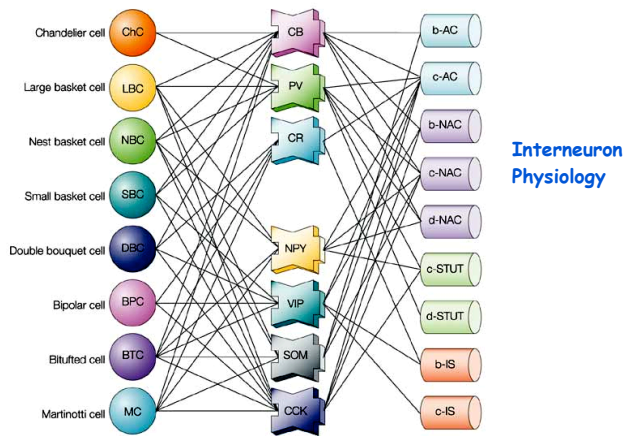 Chandelier cell ChC CB b-AC
Large basket cell LBC PV c-AC
Nest basket cell NBC CR b-NAC
Small basket cell SBC c-NAC
Double bouquet cell DBC NPY d-NAC
Bipolar cell BPC VIP c-STUT
Bitufted cell BTC SOM d-STUT
Martinotti cell MC CCK b-IS
c-IS
Interneuron
Physiology